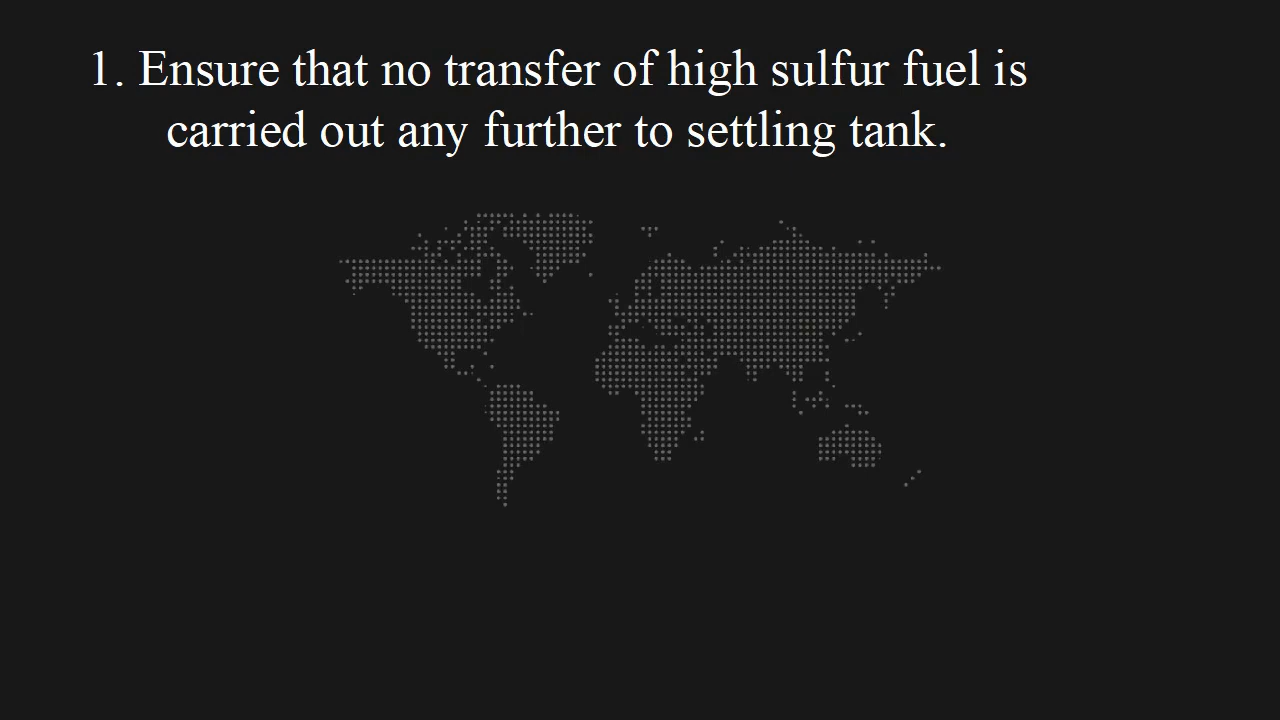 1. Ensure that no transfer of high sulfur fuel is
carried out any further to settling tank.